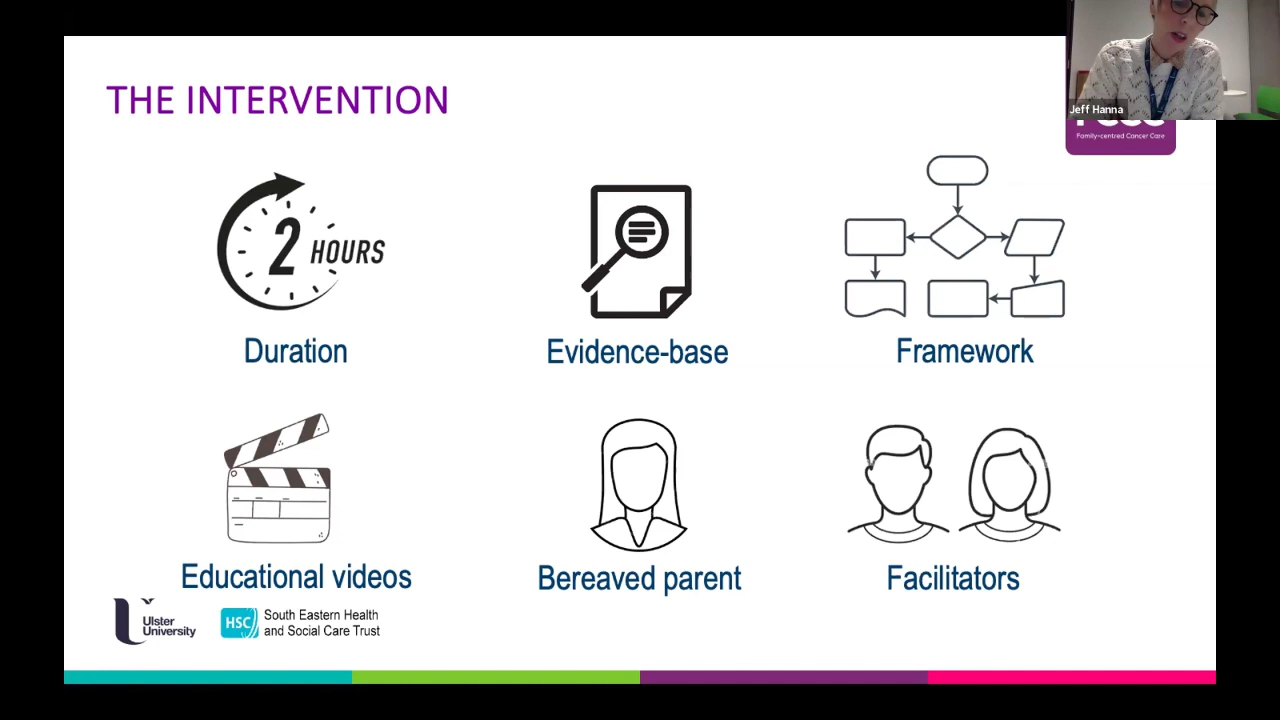 THE INTERVENTION
Jeff Hanna
Family-centred Cancer Care
2 HOURS
Duration
Evidence-base
Framework
Educational videos
Bereaved parent
Facilitators
Ulster
University
HSC
South Eastern Health
and Social Care Trust